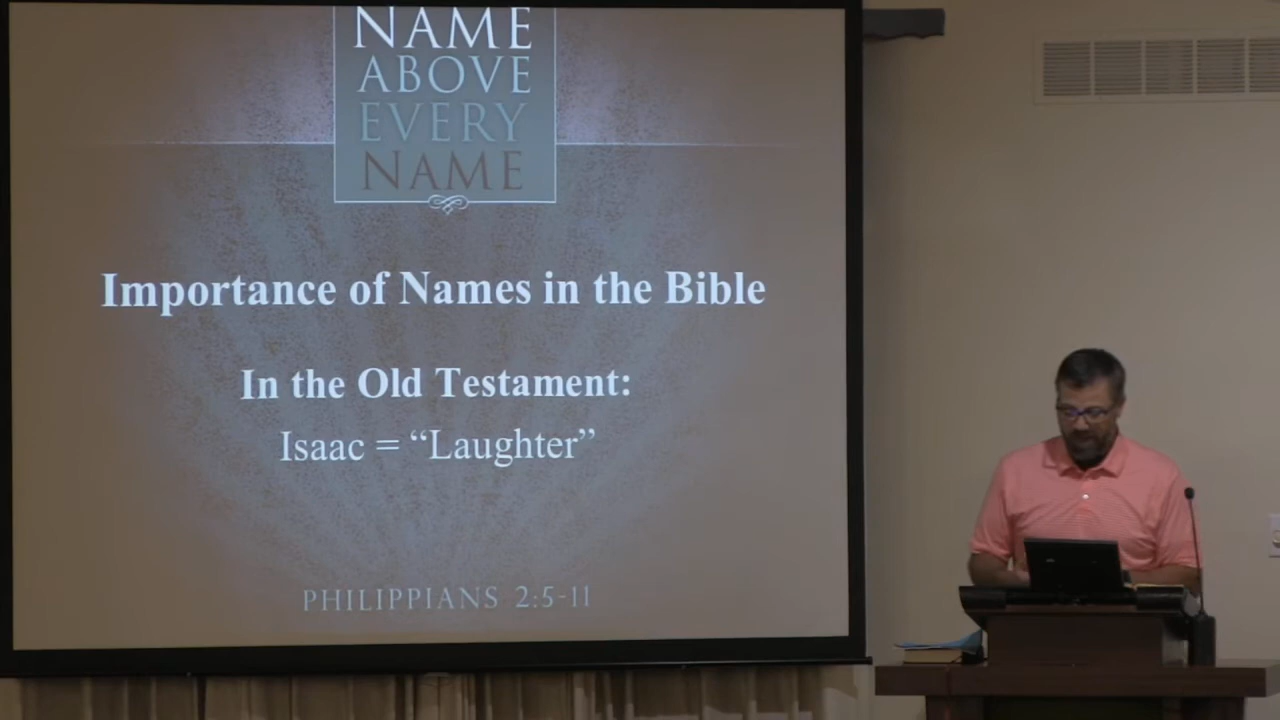 NAME
ABOVE
EVERY
NAME
Importance of Names in the Bible
In the Old Testament:
Isaac = “Laughter”
PHILIPPIANS 2:5-11